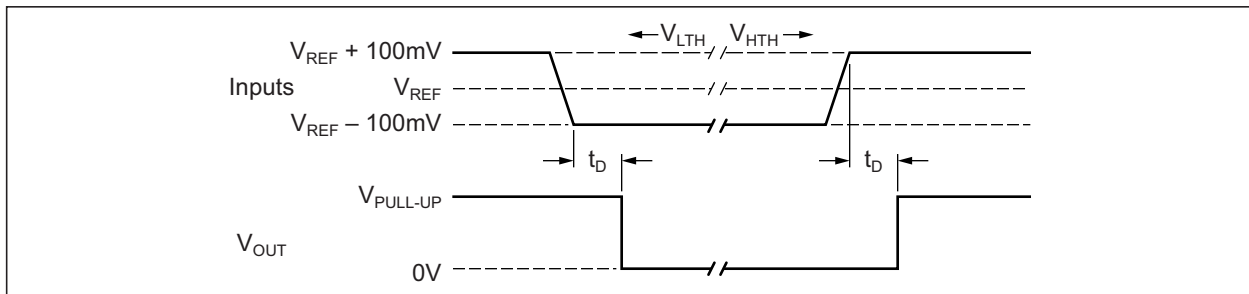 V_LTH V_HTH
V_REF + 100mV
Inputs V_REF
V_REF – 100mV
t_D t_D
V_PULL-UP
V_OUT
0V